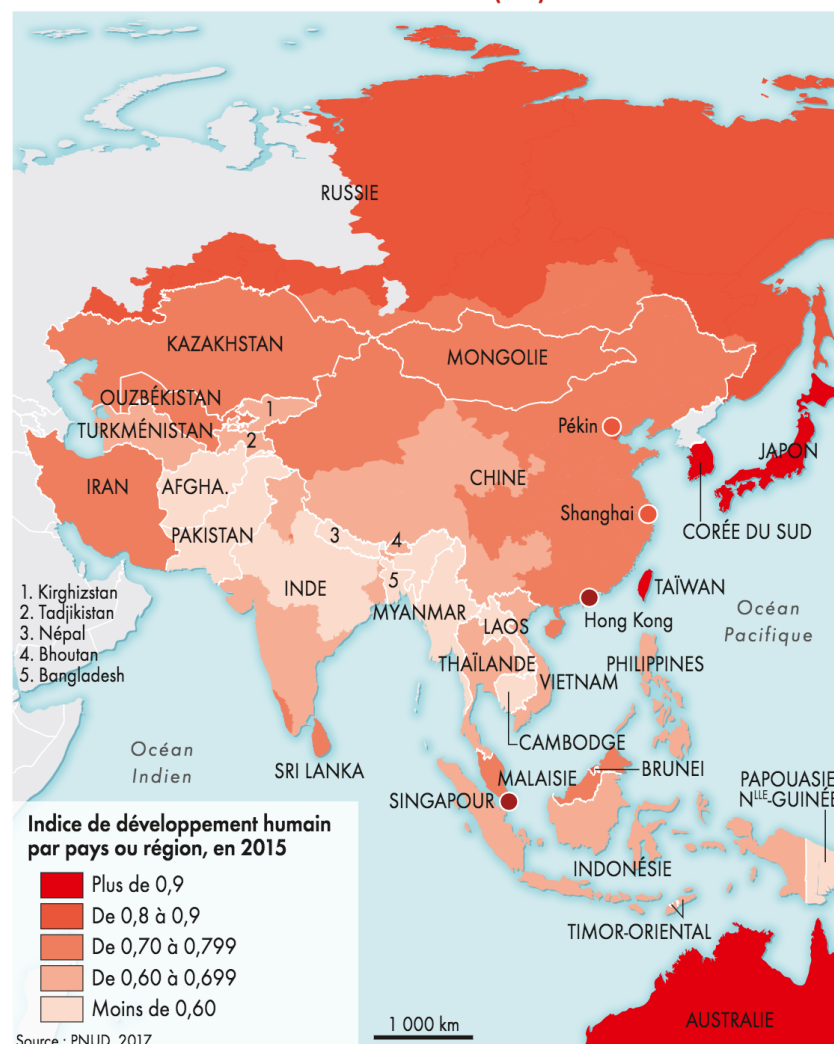 RUSSIE
KAZAKHSTAN
MONGOLIE
OUZBÉKISTAN
1
TURKMÉNISTAN
2
Pékin
JAPON
CHINE
IRAN
AFGHA.
Shanghai
CORÉE DU SUD
PAKISTAN
3
4
INDE
5
TAÏWAN
1. Kirghizstan
2. Tadjikistan
3. Népal
4. Bhoutan
5. Bangladesh
MYANMAR
Hong Kong
Océan
Pacifique
LAOS
THAÏLANDE
PHILIPPINES
VIETNAM
CAMBODGE
Océan
Indien
SRI LANKA
MALAISIE
BRUNEI
SINGAPOUR
PAPOUASIE
NLLE-GUINÉE
INDONÉSIE
TIMOR-ORIENTAL
AUSTRALIE
Indice de développement humain
par pays ou région, en 2015
Plus de 0,9
De 0,8 à 0,9
De 0,70 à 0,799
De 0,60 à 0,699
Moins de 0,60
1 000 km
Source : PNUD, 2017